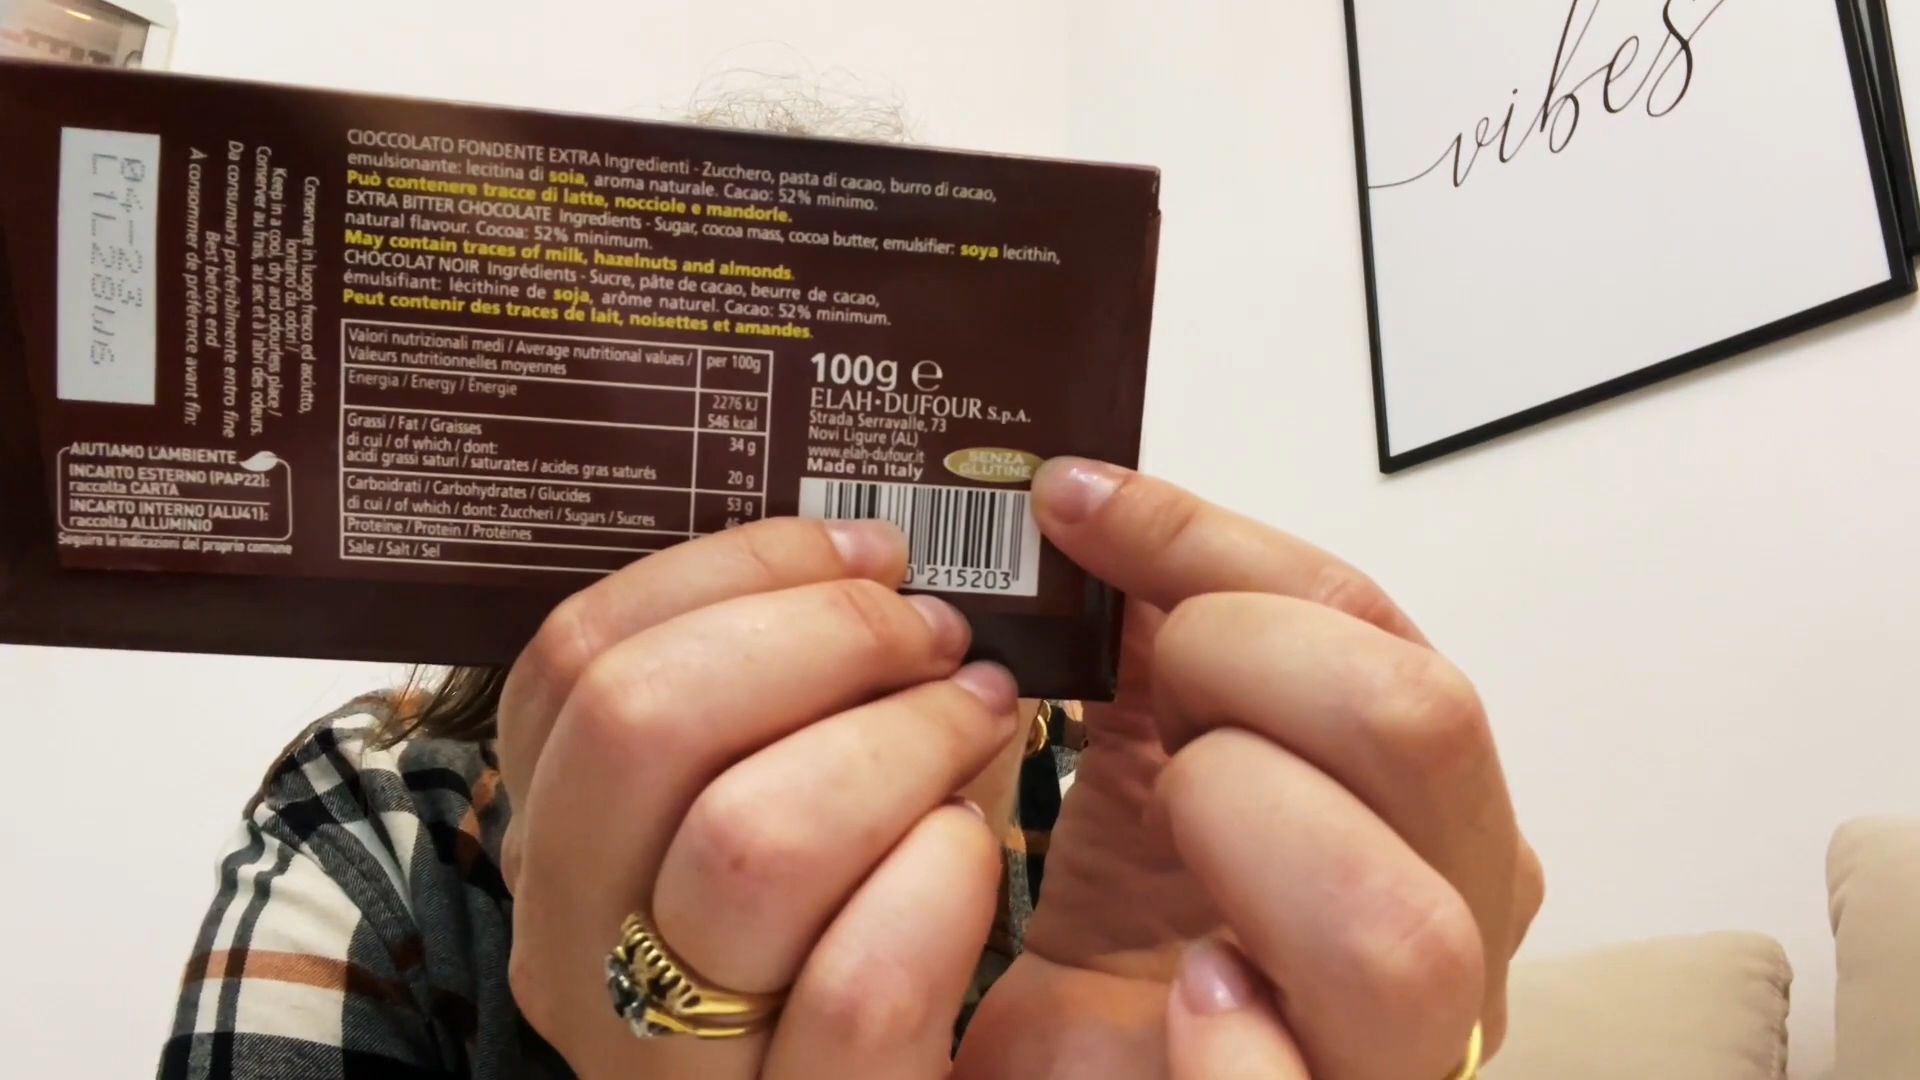 vibes
CIOCCOLATO FONDENTE EXTRA Ingredienti - Zucchero, pasta di cacao, burro di cacao,
emulsionante: lecitina di soia, aroma naturale. Cacao: 52% minimo.
Può contenere tracce di latte, nocciole e mandorle.
EXTRA BITTER CHOCOLATE Ingredients - Sugar, cocoa mass, cocoa butter, emulsifier: soya lecithin,
natural flavour. Cocoa: 52% minimum.
May contain traces of milk, hazelnuts and almonds.
CHOCOLAT NOIR Ingrédients - Sucre, pâte de cacao, beurre de cacao,
émulsifiant: lécithine de soja, arôme naturel. Cacao: 52% minimum.
Peut contenir des traces de lait, noisettes et amandes.
Conservare in luogo fresco ed asciutto,
lontano da odori /
Keep in a cool, dry and odourless place /
Conserver au frais, au sec et à l'abri des odeurs.
Da consumarsi preferibilmente entro fine
Best before end
À consommer de préférence avant fin:
AIUTIAMO L'AMBIENTE
INCARTO ESTERNO (PAP22):
raccolta CARTA
INCARTO INTERNO (ALU41):
raccolta ALLUMINIO
Seguire le indicazioni del proprio comune
Valori nutrizionali medi / Average nutritional values /
Valeurs nutritionnelles moyennes
per 100g
Energia / Energy / Énergie
2276 kJ
546 kcal
Grassi / Fat / Graisses
34 g
di cui / of which / dont:
acidi grassi saturi / saturates / acides gras saturés
20 g
Carboidrati / Carbohydrates / Glucides
53 g
di cui / of which / dont: Zuccheri / Sugars / Sucres
Proteine / Protein / Protéines
Sale / Salt / Sel
100g e
ELAH•DUFOUR S.p.A.
Strada Serravalle, 73
Novi Ligure (AL)
www.elah-dufour.it
Made in Italy
SENZA
GLUTINE
0 215203